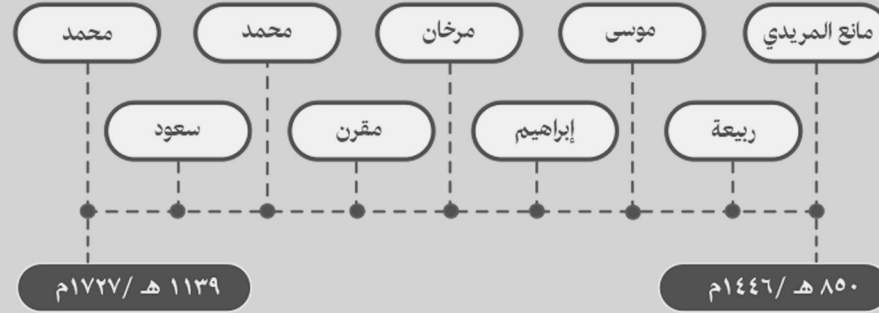 مانع المريدي
موسى
مرخان
محمد
محمد
ربيعة
إبراهيم
مقرن
سعود
٨٥٠ هـ /١٤٤٦م
١١٣٩ هـ /١٧٢٧م